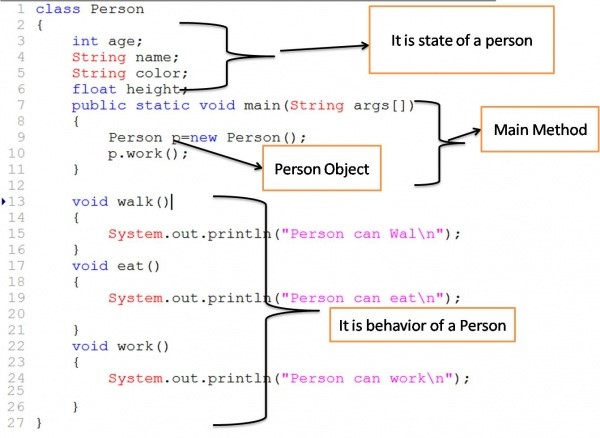 1 class Person
2 {
3 int age;
4 String name;
5 String color;
6 float height;
7 public static void main(String args[])
8 {
9 Person p=new Person();
10 p.work();
11 }
12
13 void walk()
14 {
15 System.out.println("Person can Wal\n");
16 }
17 void eat()
18 {
19 System.out.println("Person can eat\n");
20
21 }
22 void work()
23 {
24 System.out.println("Person can work\n");
25
26 }
27 }
It is state of a person
Main Method
Person Object
It is behavior of a Person